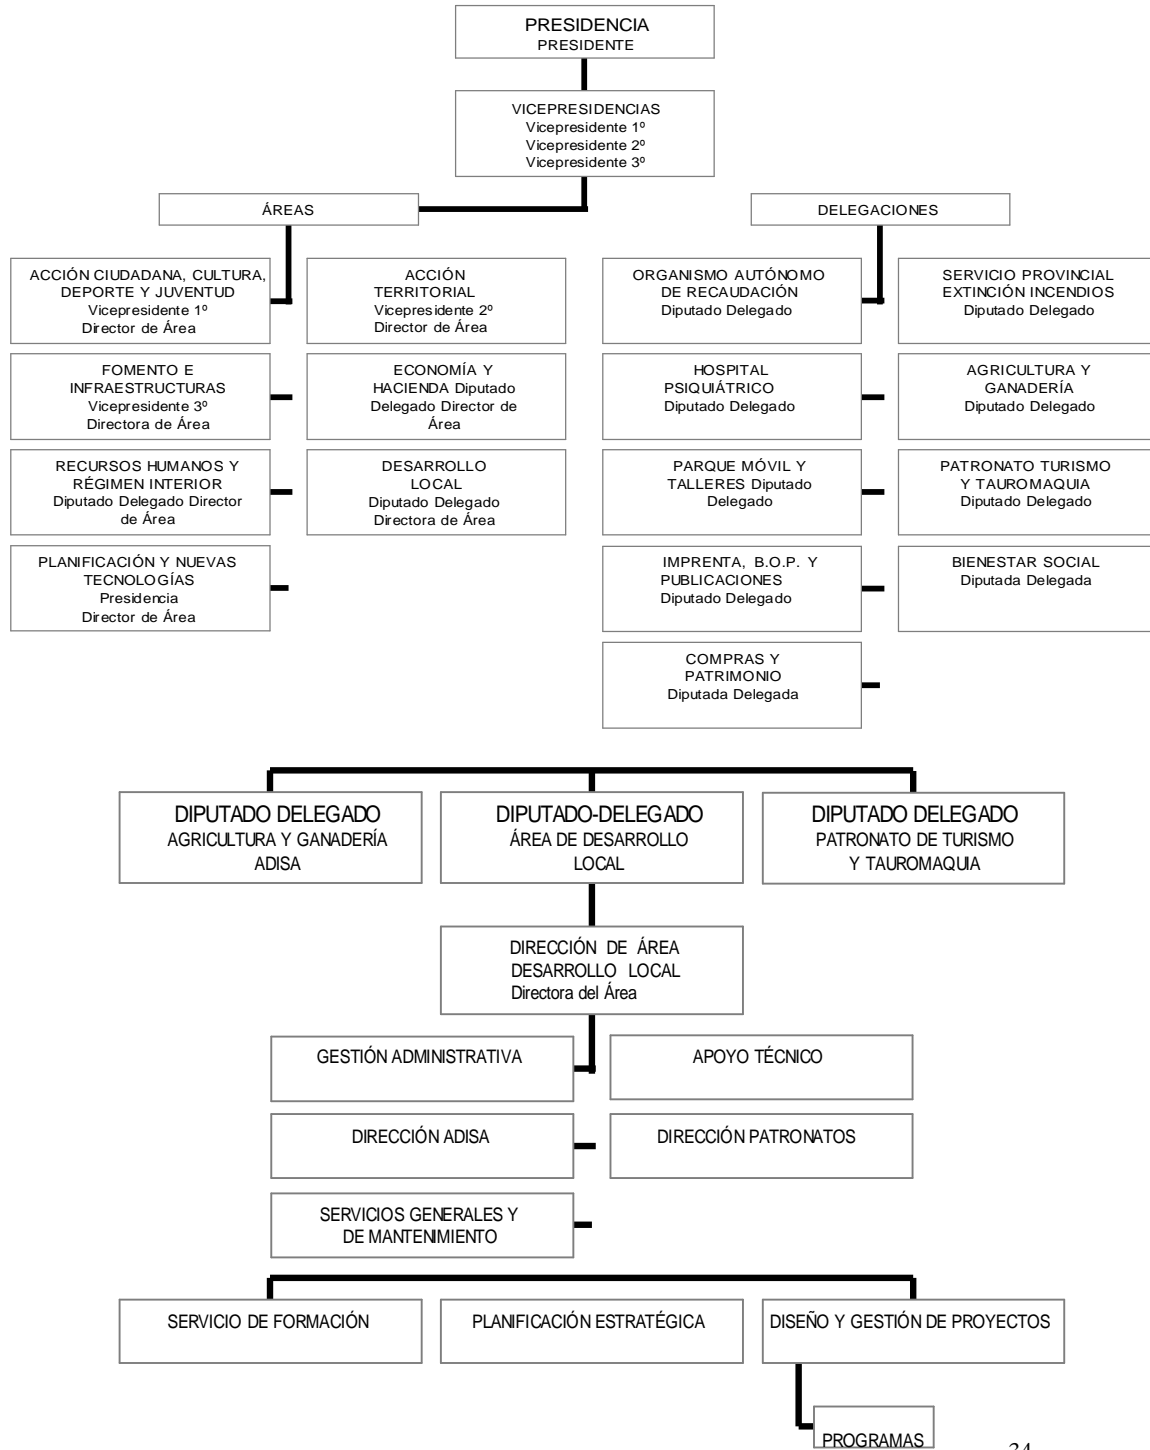 PRESIDENCIA
PRESIDENTE
VICEPRESIDENCIAS
Vicepresidente 1º
Vicepresidente 2º
Vicepresidente 3º
ÁREAS
DELEGACIONES
ACCIÓN CIUDADANA, CULTURA,
DEPORTE Y JUVENTUD
Vicepresidente 1º
Director de Área
ACCIÓN
TERRITORIAL
Vicepresidente 2º
Director de Área
ORGANISMO AUTÓNOMO
DE RECAUDACIÓN
Diputado Delegado
SERVICIO PROVINCIAL
EXTINCIÓN INCENDIOS
Diputado Delegado
FOMENTO E
INFRAESTRUCTURAS
Vicepresidente 3º
Directora de Área
ECONOMÍA Y
HACIENDA Diputado
Delegado Director de
Área
HOSPITAL
PSIQUIÁTRICO
Diputado Delegado
AGRICULTURA Y
GANADERÍA
Diputado Delegado
RECURSOS HUMANOS Y
RÉGIMEN INTERIOR
Diputado Delegado Director
de Área
DESARROLLO
LOCAL
Diputado Delegado
Directora de Área
PARQUE MÓVIL Y
TALLERES Diputado
Delegado
PATRONATO TURISMO
Y TAUROMAQUIA
Diputado Delegado
PLANIFICACIÓN Y NUEVAS
TECNOLOGÍAS
Presidencia
Director de Área
IMPRENTA, B.O.P. Y
PUBLICACIONES
Diputado Delegado
BIENESTAR SOCIAL
Diputada Delegada
COMPRAS Y
PATRIMONIO
Diputada Delegada
DIPUTADO DELEGADO
AGRICULTURA Y GANADERÍA
ADISA
DIPUTADO-DELEGADO
ÁREA DE DESARROLLO
LOCAL
DIPUTADO DELEGADO
PATRONATO DE TURISMO
Y TAUROMAQUIA
DIRECCIÓN DE ÁREA
DESARROLLO LOCAL
Directora del Área
GESTIÓN ADMINISTRATIVA
APOYO TÉCNICO
DIRECCIÓN ADISA
DIRECCIÓN PATRONATOS
SERVICIOS GENERALES Y
DE MANTENIMIENTO
SERVICIO DE FORMACIÓN
PLANIFICACIÓN ESTRATÉGICA
DISEÑO Y GESTIÓN DE PROYECTOS
PROGRAMAS